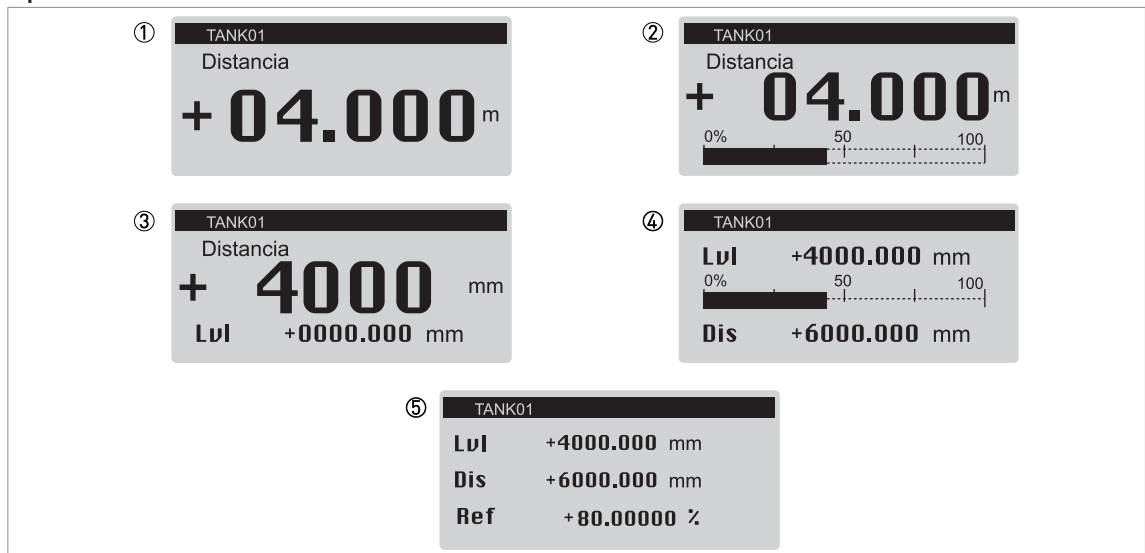 ①
TANK01
Distancia
+ 04.000 m
②
TANK01
Distancia
+ 04.000 m
0% 50 100
③
TANK01
Distancia
+ 4000 mm
Lvl +0000.000 mm
④
TANK01
Lvl +4000.000 mm
0% 50 100
Dis +6000.000 mm
⑤
TANK01
Lvl +4000.000 mm
Dis +6000.000 mm
Ref +80.00000 %